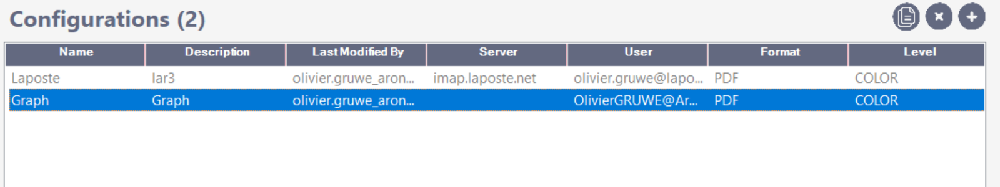 Configurations (2)
Name Description Last Modified By Server User Format Level
Laposte lar3 olivier.gruwe_aron... imap.laposte.net olivier.gruwe@lapo... PDF COLOR
Graph Graph olivier.gruwe_aron... OlivierGRUWE@Ar... PDF COLOR